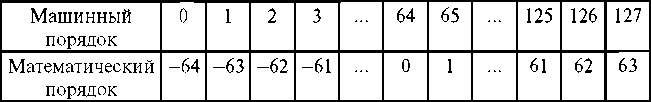 Машинный порядок 0 1 2 3 ... 64 65 ... 125 126 127
Математический порядок –64 –63 –62 –61 ... 0 1 ... 61 62 63